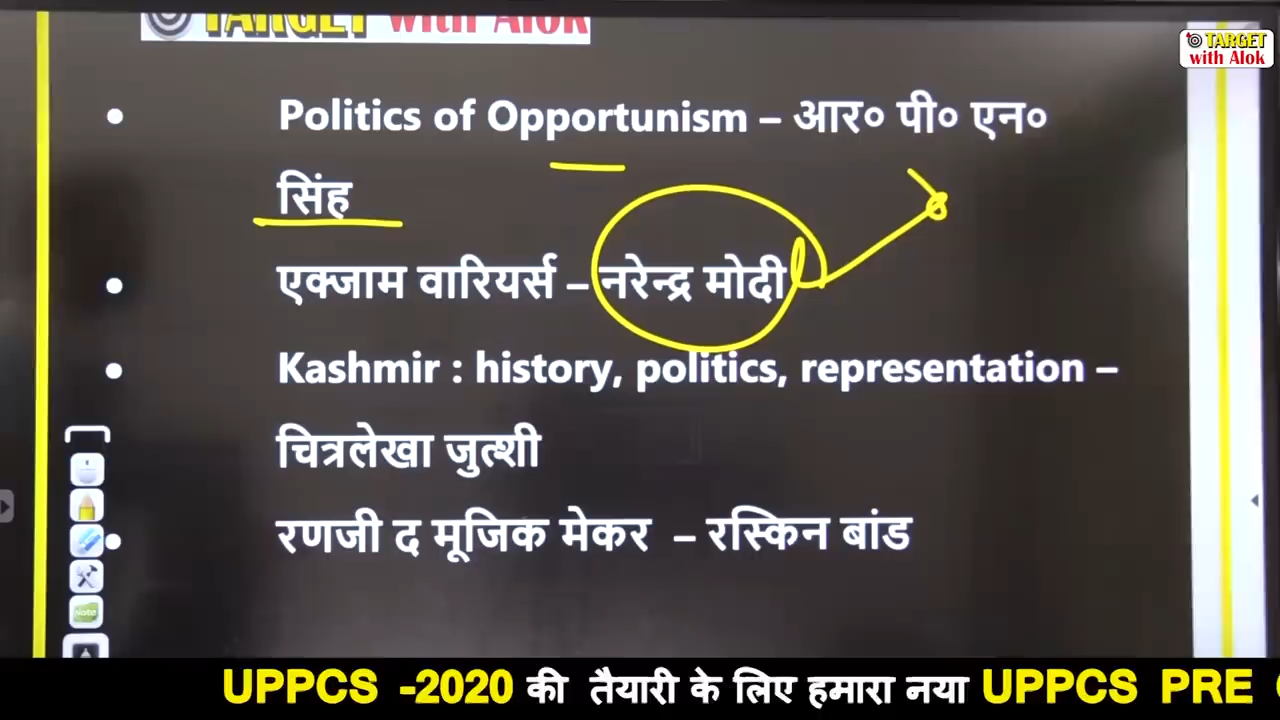 TARGET with Alok
TARGET
with Alok
Politics of Opportunism – आर० पी० एन०
सिंह
एक्जाम वारियर्स – नरेन्द्र मोदी
Kashmir : history, politics, representation –
चित्रलेखा जुत्शी
रणजी द मूजिक मेकर – रस्किन बांड
Note
UPPCS -2020 की तैयारी के लिए हमारा नया UPPCS PRE